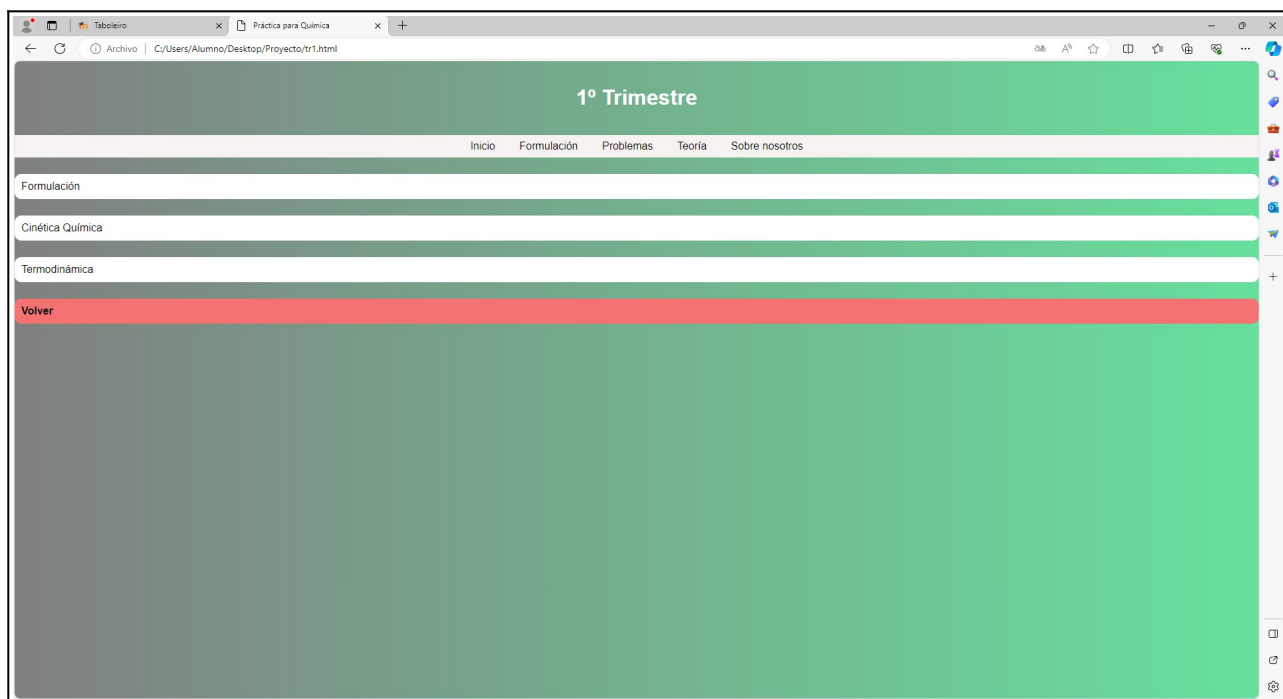 Taboleiro
Práctica para Química
Archivo
C:/Users/Alumno/Desktop/Proyecto/tr1.html
1º Trimestre
Inicio Formulación Problemas Teoría Sobre nosotros
Formulación
Cinética Química
Termodinámica
Volver